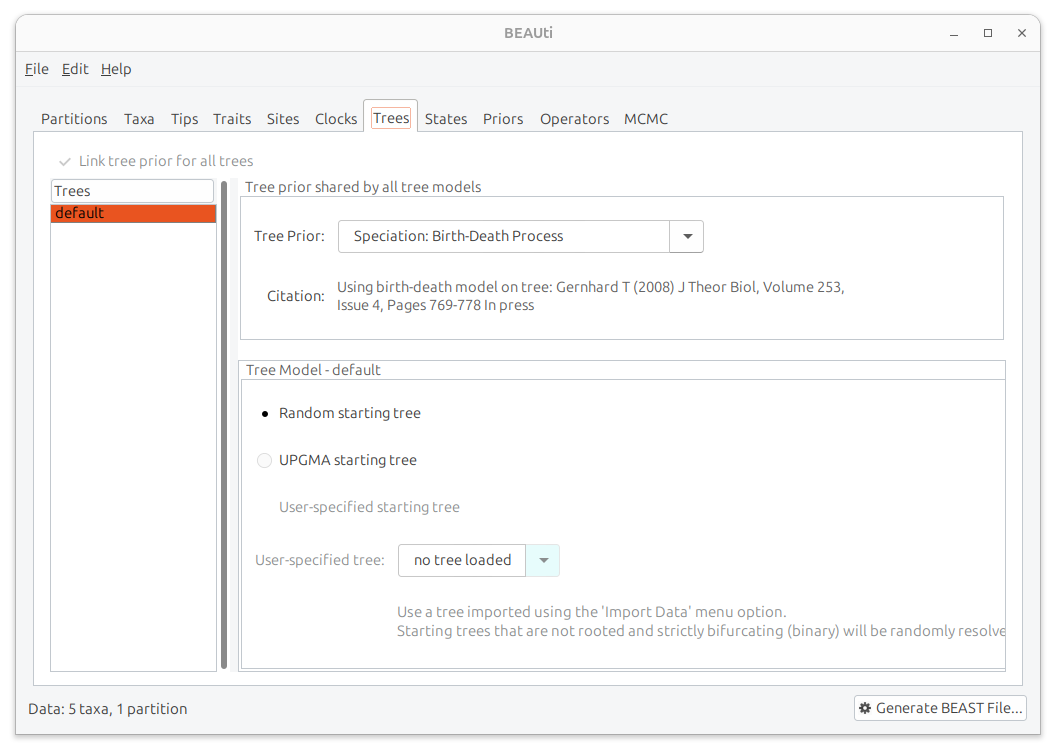 BEAUti
File Edit Help
Partitions Taxa Tips Traits Sites Clocks Trees States Priors Operators MCMC
Link tree prior for all trees
Trees
default
Tree prior shared by all tree models
Tree Prior: Speciation: Birth-Death Process
Citation: Using birth-death model on tree: Gernhard T (2008) J Theor Biol, Volume 253,
Issue 4, Pages 769-778 In press
Tree Model - default
Random starting tree
UPGMA starting tree
User-specified starting tree
User-specified tree: no tree loaded
Use a tree imported using the 'Import Data' menu option.
Starting trees that are not rooted and strictly bifurcating (binary) will be randomly resolve
Data: 5 taxa, 1 partition
Generate BEAST File...